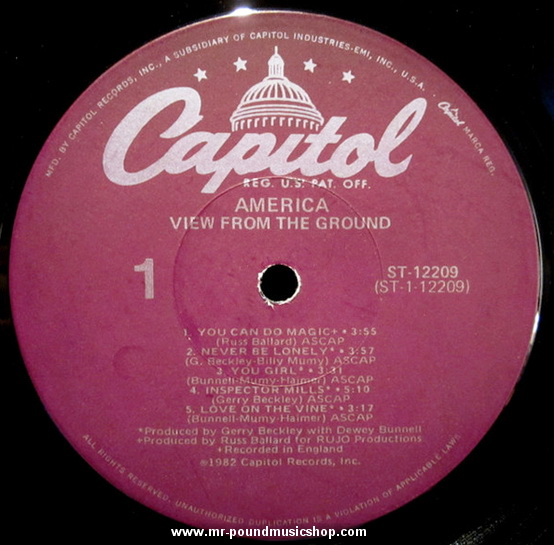 MFD. BY CAPITOL RECORDS, INC., A SUBSIDIARY OF CAPITOL INDUSTRIES-EMI, INC., U.S.A.
Capitol MARCA REG.
Capitol
REG. U.S. PAT. OFF.
AMERICA
VIEW FROM THE GROUND
1
ST-12209
(ST-1-12209)
1. YOU CAN DO MAGIC+ • 3:55
(Russ Ballard) ASCAP
2. NEVER BE LONELY* • 3:57
(G. Beckley-Billy Mumy) ASCAP
3. YOU GIRL* • 3:31
(Bunnell-Mumy-Haimer) ASCAP
4. INSPECTOR MILLS* • 5:10
(Gerry Beckley) ASCAP
5. LOVE ON THE VINE* • 3:17
(Bunnell-Mumy-Haimer) ASCAP
*Produced by Gerry Beckley with Dewey Bunnell
+Produced by Russ Ballard for RUJO Productions
+Recorded in England
℗1982 Capitol Records, Inc.
ALL RIGHTS RESERVED. UNAUTHORIZED DUPLICATION IS A VIOLATION OF APPLICABLE LAWS.
www.mr-poundmusicshop.com